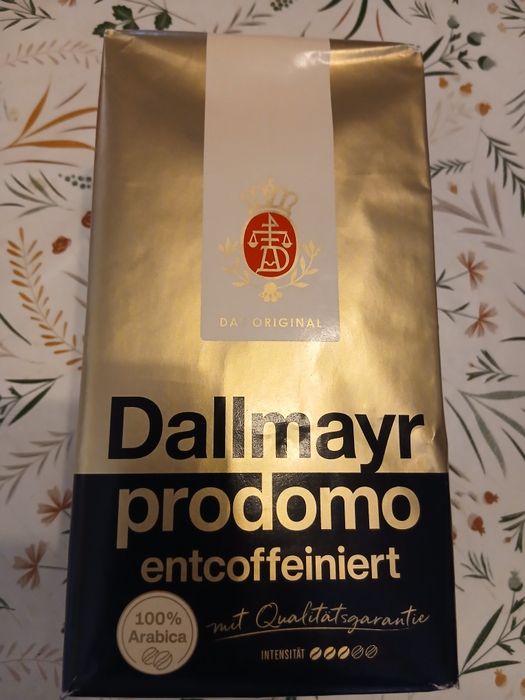 DAS ORIGINAL
Dallmayr
prodomo
entcoffeiniert
100%
Arabica
mit Qualitätsgarantie
INTENSITÄT